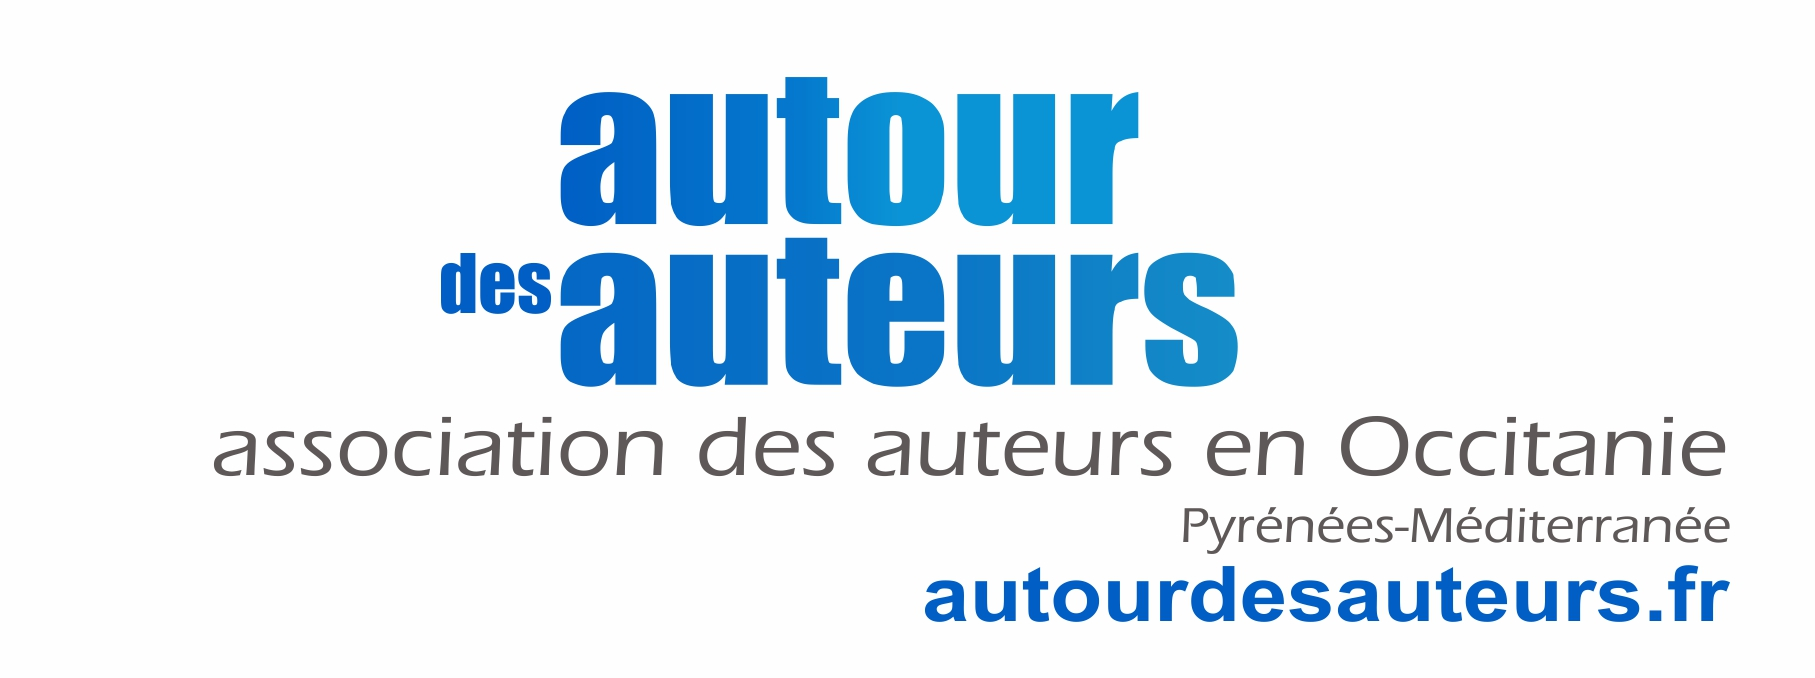 autour
des auteurs
association des auteurs en Occitanie
Pyrénées-Méditerranée
autourdesauteurs.fr